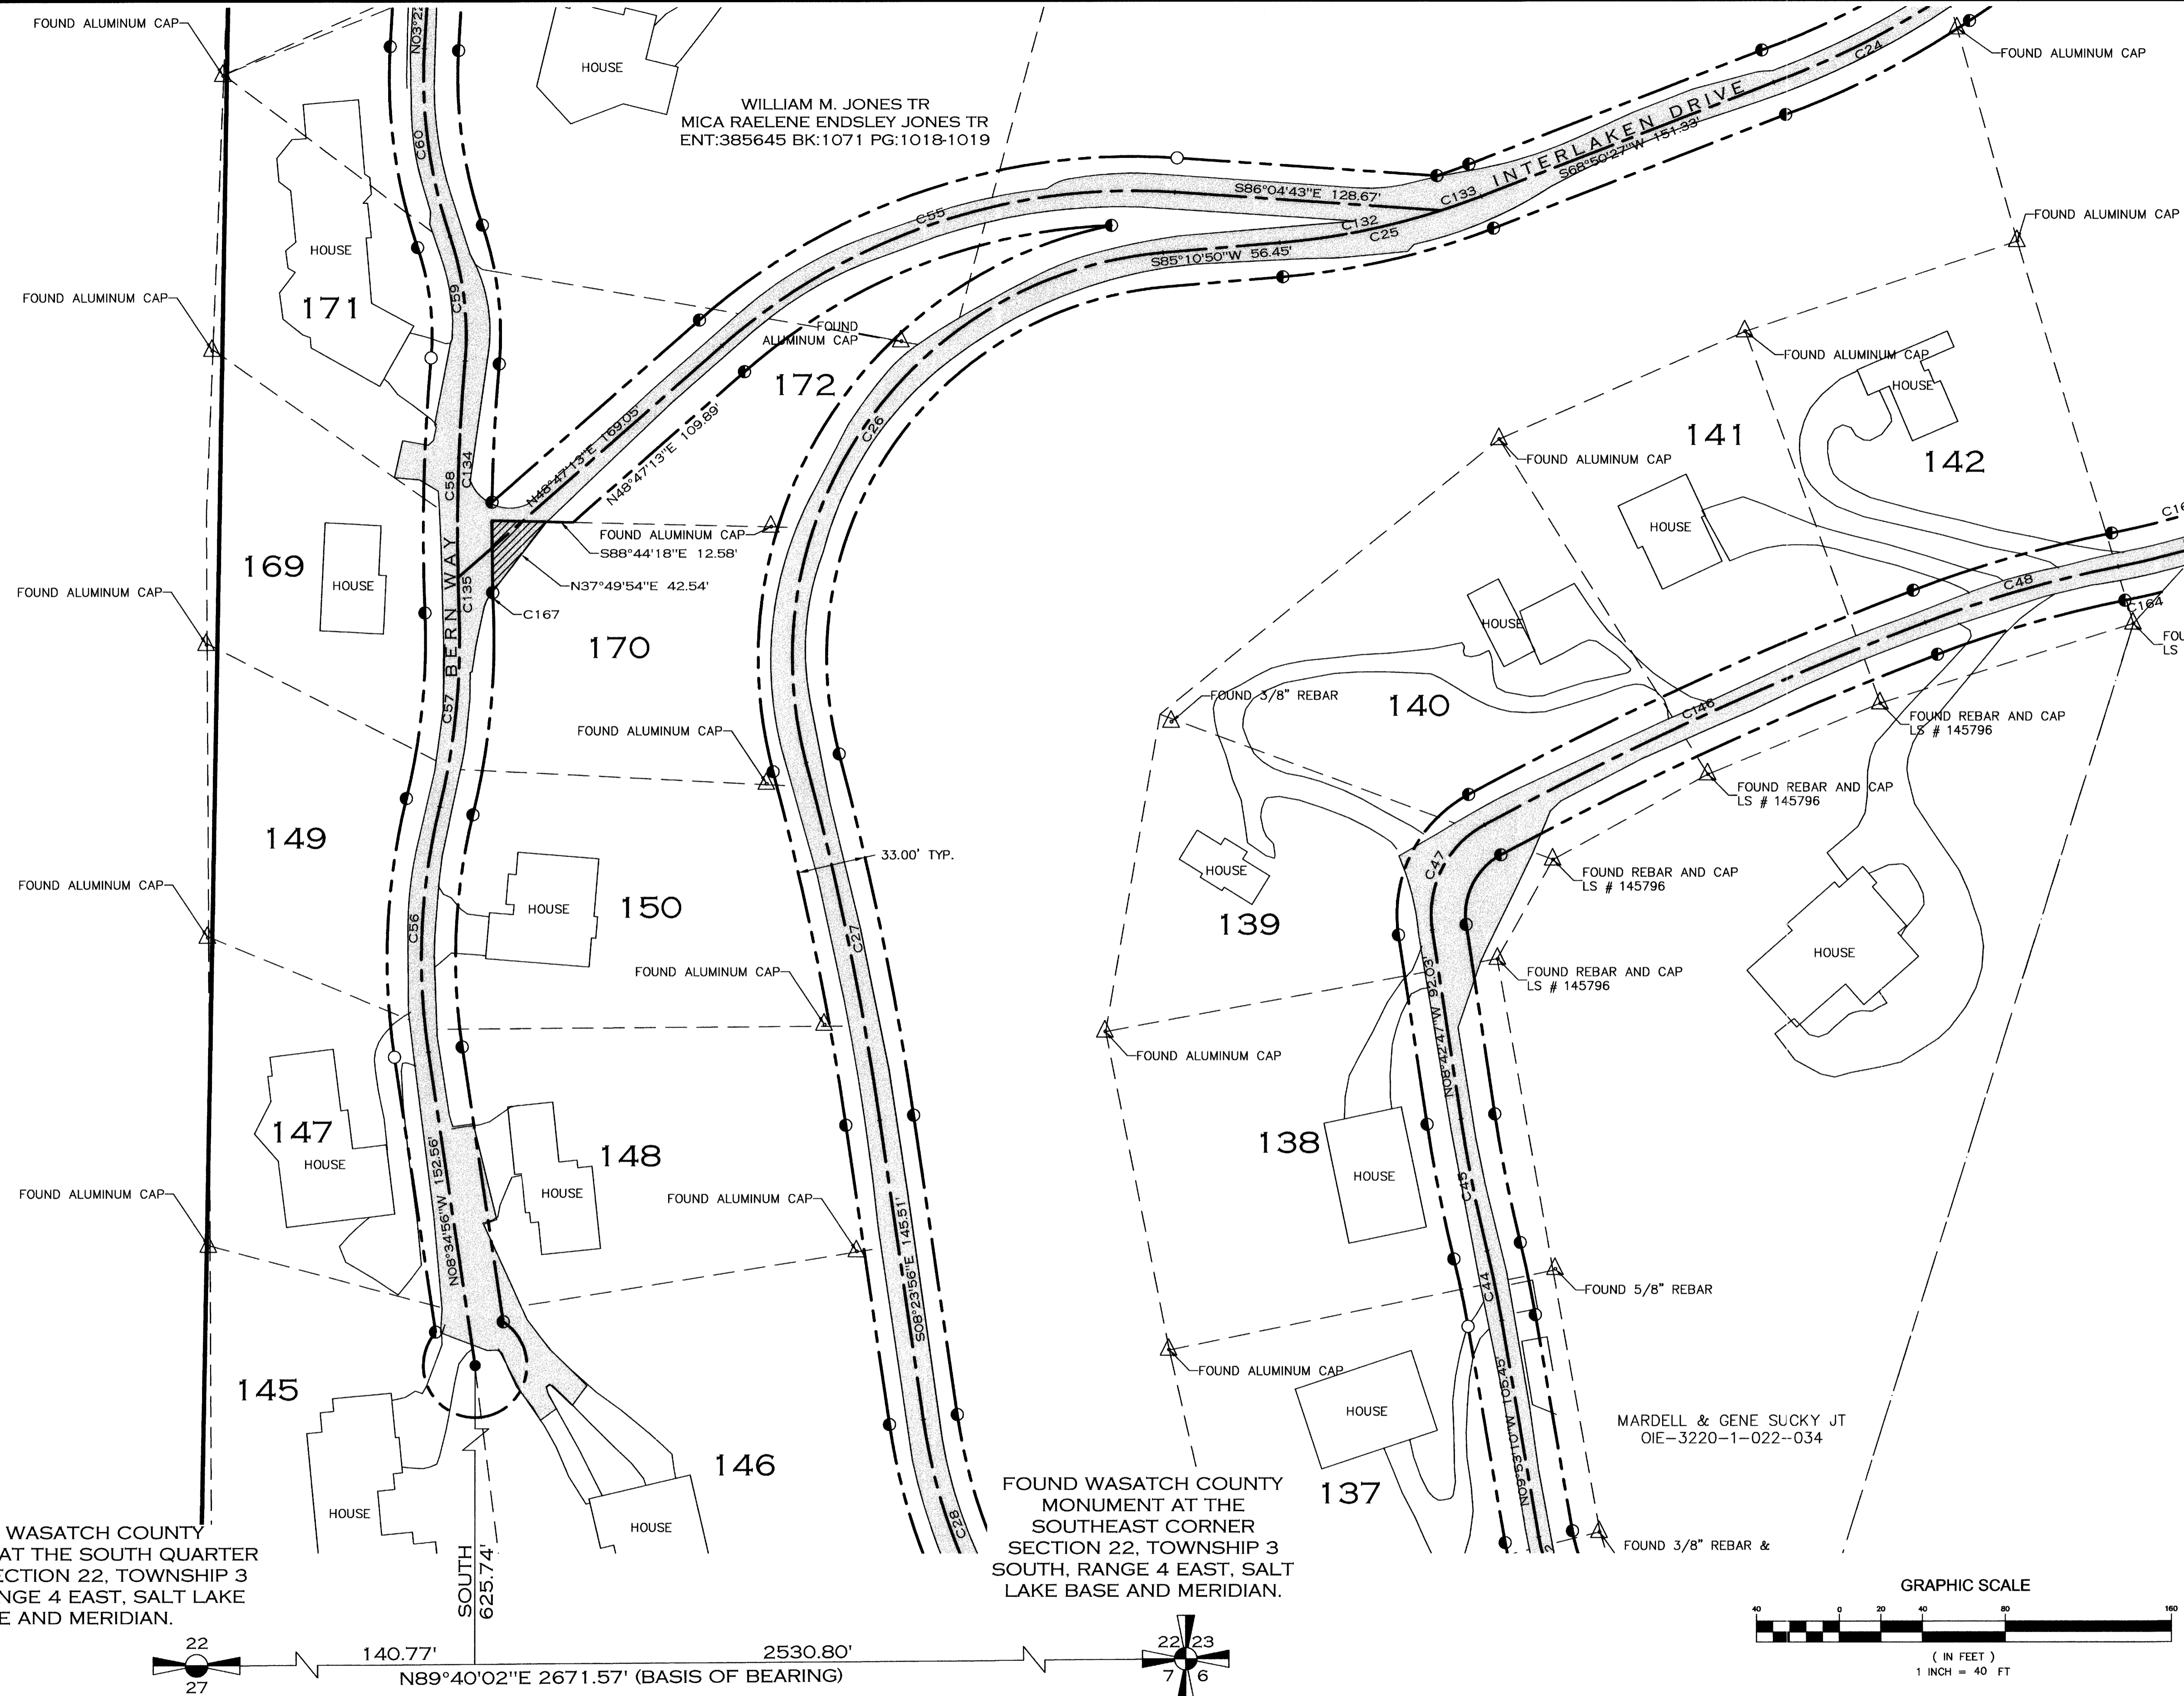 FOUND ALUMINUM CAP
N03°2
HOUSE
WILLIAM M. JONES TR
MICA RAELENE ENDSLEY JONES TR
ENT:385645 BK:1071 PG:1018-1019
C24
FOUND ALUMINUM CAP
INTERLAKEN DRIVE
S68°50'27"W 151.33'
C60
S86°04'43"E 128.67'
C133
C132
C25
C55
S85°10'50"W 56.45'
FOUND ALUMINUM CAP
HOUSE
171
C59
FOUND ALUMINUM CAP
FOUND
ALUMINUM CAP
172
C26
FOUND ALUMINUM CAP
HOUSE
141
142
FOUND ALUMINUM CAP
N48°47'13"E 169.05'
N48°47'13"E 109.89'
C58
C134
C16
HOUSE
FOUND ALUMINUM CAP
S88°44'18"E 12.58'
N37°49'54"E 42.54'
C167
169
HOUSE
FOUND ALUMINUM CAP
BERN WAY
C135
C57
170
C48
C164
FOU
LS
HOUSE
140
FOUND 3/8" REBAR
C146
FOUND REBAR AND CAP
LS # 145796
FOUND ALUMINUM CAP
FOUND REBAR AND CAP
LS # 145796
149
33.00' TYP.
C47
HOUSE
FOUND REBAR AND CAP
LS # 145796
FOUND ALUMINUM CAP
C56
HOUSE
150
139
C27
HOUSE
FOUND ALUMINUM CAP
FOUND REBAR AND CAP
LS # 145796
N08°42'47"W 92.03'
FOUND ALUMINUM CAP
147
HOUSE
148
HOUSE
138
HOUSE
C45
FOUND ALUMINUM CAP
FOUND ALUMINUM CAP
N08°34'56"W 152.56'
S08°23'56"E 145.51'
C44
FOUND 5/8" REBAR
FOUND ALUMINUM CAP
145
HOUSE
N09°53'10"W 105.45'
MARDELL & GENE SUCKY JT
OIE-3220-1-022--034
146
HOUSE
137
HOUSE
C28
FOUND 3/8" REBAR &
WASATCH COUNTY
AT THE SOUTH QUARTER
ECTION 22, TOWNSHIP 3
NGE 4 EAST, SALT LAKE
E AND MERIDIAN.
SOUTH
625.74'
FOUND WASATCH COUNTY
MONUMENT AT THE
SOUTHEAST CORNER
SECTION 22, TOWNSHIP 3
SOUTH, RANGE 4 EAST, SALT
LAKE BASE AND MERIDIAN.
GRAPHIC SCALE
40 0 20 40 80 160
( IN FEET )
1 INCH = 40 FT
22
27
140.77'
2530.80'
N89°40'02"E 2671.57' (BASIS OF BEARING)
22 23
7 6